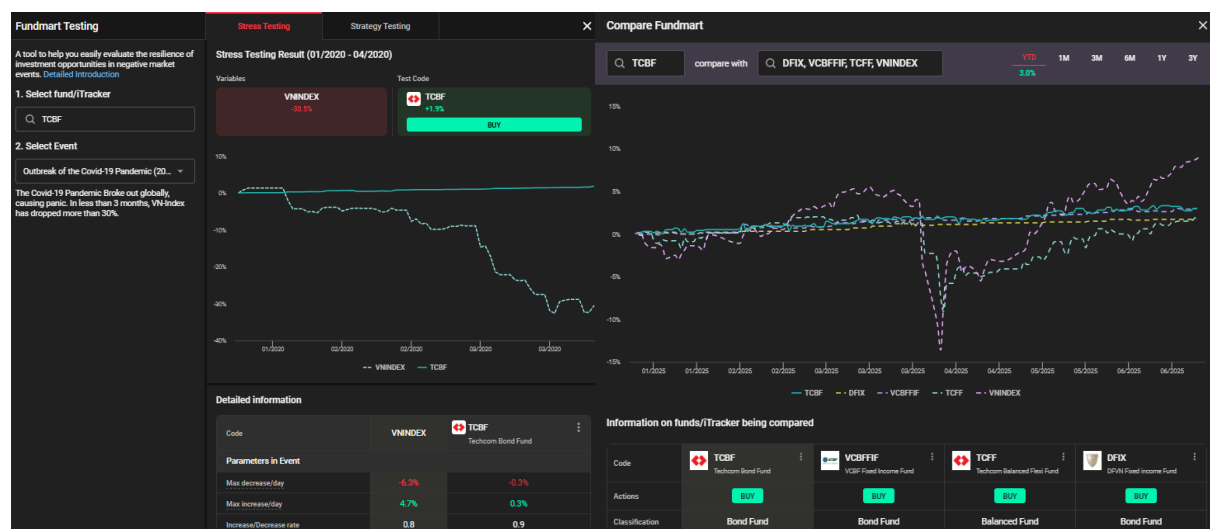 Fundmart Testing
A tool to help you easily evaluate the resilience of
investment opportunities in negative market
events. Detailed Introduction
1. Select fund/iTracker
TCBF
2. Select Event
Outbreak of the Covid-19 Pandemic (20...
The Covid-19 Pandemic Broke out globally,
causing panic. In less than 3 months, VN-Index
has dropped more than 30%.
Stress Testing
Strategy Testing
×
Stress Testing Result (01/2020 - 04/2020)
Variables
Test Code
VNINDEX
-30.5%
TCBF
+1.9%
BUY
10%
0%
-10%
-20%
-30%
-40%
01/2020 02/2020 02/2020 03/2020 03/2020
VNINDEX TCBF
Detailed information
Code VNINDEX TCBF
Techcom Bond Fund
Parameters in Event
Max decrease/day -6.3% -0.3%
Max increase/day 4.7% 0.3%
Increase/Decrease rate 0.8 0.9
Compare Fundmart
×
TCBF compare with DFIX, VCBFFIF, TCFF, VNINDEX
YTD 1M 3M 6M 1Y 3Y
3.0%
15%
10%
5%
0%
-5%
-10%
-15%
01/2025 01/2025 02/2025 02/2025 03/2025 03/2025 03/2025 04/2025 04/2025 05/2025 05/2025 06/2025 06/2025
TCBF DFIX VCBFFIF TCFF VNINDEX
Information on funds/iTracker being compared
Code TCBF VCBFFIF TCFF DFIX
Techcom Bond Fund VCBF Fixed Income Fund Techcom Balanced Flexi Fund DFVN Fixed income Fund
Actions BUY BUY BUY BUY
Classification Bond Fund Bond Fund Balanced Fund Bond Fund